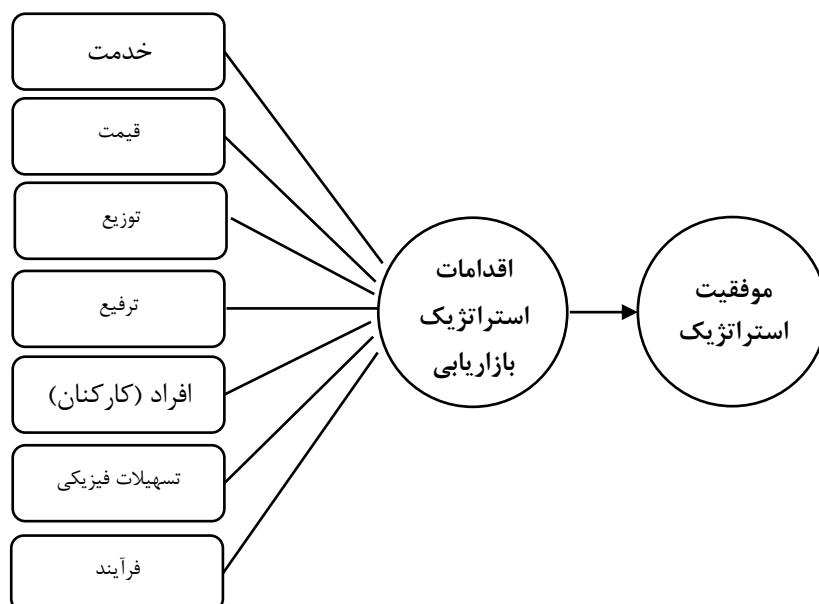 خدمت
قیمت
توزیع
ترفیع
افراد (کارکنان)
تسهیلات فیزیکی
فرآیند
اقدامات
استراتژیک
بازاریابی
موفقیت
استراتژیک